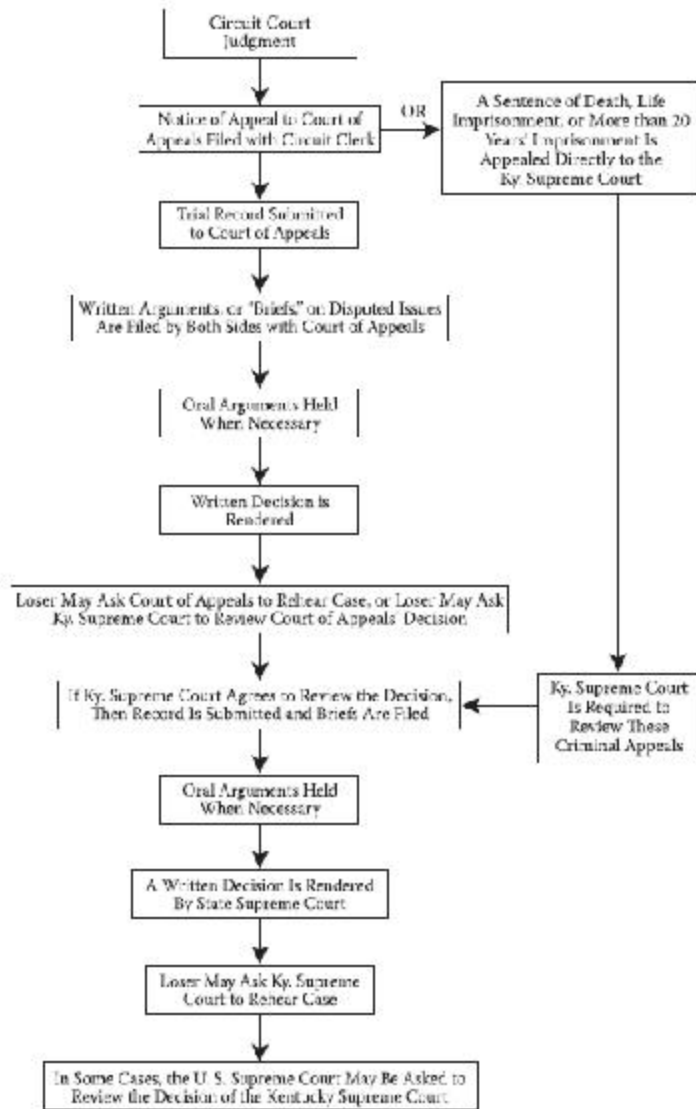 Circuit Court
Judgment
Notice of Appeal to Court of
Appeals Filed with Circuit Clerk
OR
A Sentence of Death, Life
Imprisonment, or More than 20
Years' Imprisonment Is
Appealed Directly to the
Ky. Supreme Court
Trial Record Submitted
to Court of Appeals
Written Arguments, or "Briefs," on Disputed Issues
Are Filed by Both Sides with Court of Appeals
Oral Arguments Held
When Necessary
Written Decision is
Rendered
Loser May Ask Court of Appeals to Rehear Case, or Loser May Ask
Ky. Supreme Court to Review Court of Appeals' Decision
If Ky. Supreme Court Agrees to Review the Decision,
Then Record Is Submitted and Briefs Are Filed
Ky. Supreme Court
Is Required to
Review These
Criminal Appeals
Oral Arguments Held
When Necessary
A Written Decision Is Rendered
By State Supreme Court
Loser May Ask Ky. Supreme
Court to Rehear Case
In Some Cases, the U. S. Supreme Court May Be Asked to
Review the Decision of the Kentucky Supreme Court